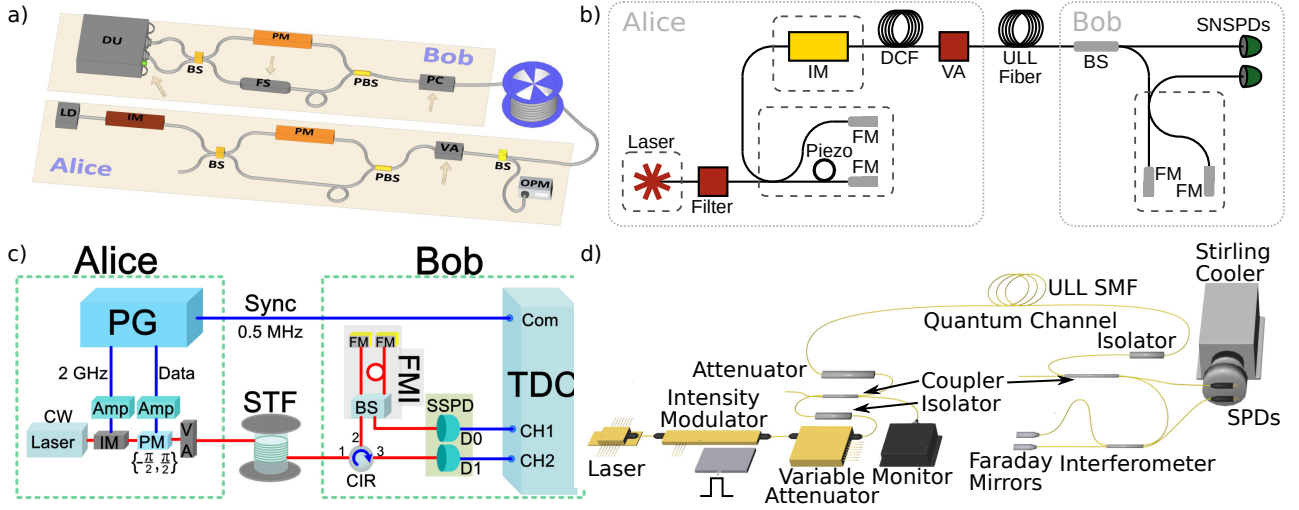 a)
DU
BS
PM
FS
PBS
PC
Bob
LD
IM
BS
PM
PBS
VA
BS
OPM
Alice
b)
Alice
Bob
IM
DCF
VA
ULL
Fiber
BS
SNSPDs
Laser
Filter
Piezo
FM
FM
FM
FM
c)
Alice
Bob
PG
Sync
0.5 MHz
Com
2 GHz
Data
Amp
Amp
CW
Laser
IM
PM
V
A
{-π/2, π/2}
STF
FM
FM
FMI
BS
1
2
3
CIR
SSPD
D0
D1
TDC
CH1
CH2
d)
Stirling
Cooler
ULL SMF
Quantum Channel
Isolator
Attenuator
Coupler
Isolator
Intensity
Modulator
Laser
Variable
Attenuator
Monitor
Faraday
Mirrors
Interferometer
SPDs